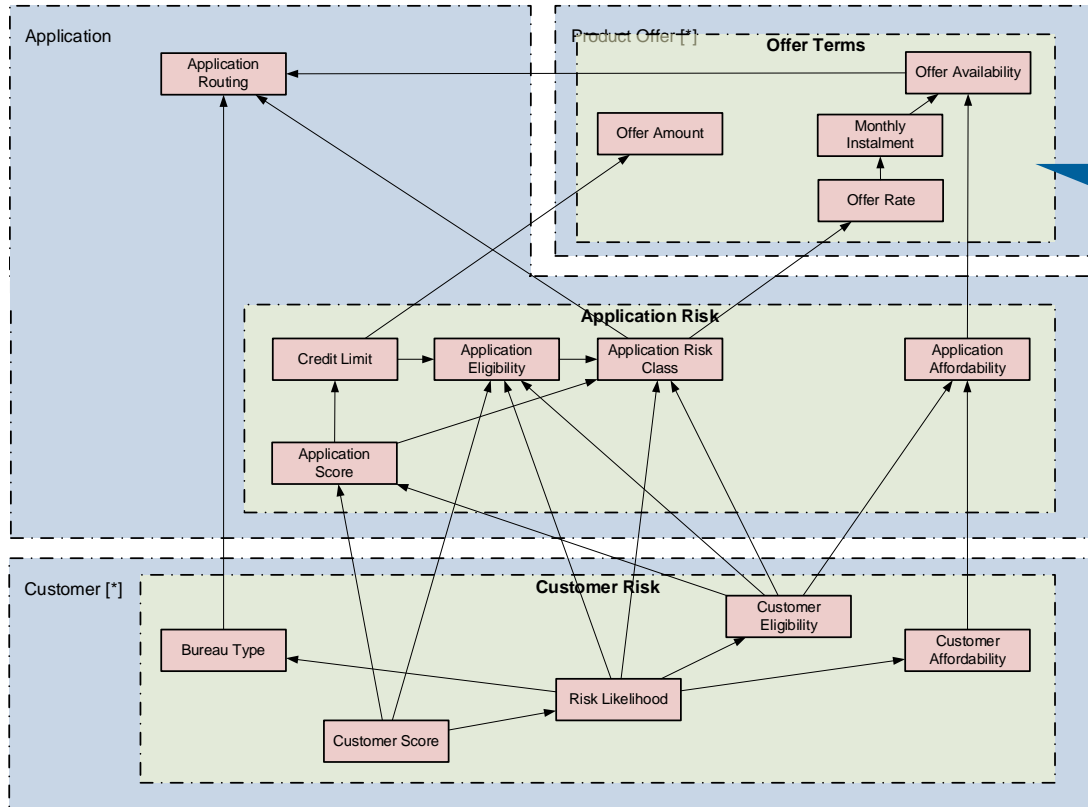 Application
Product Offer [*]
Offer Terms
Application
Routing
Offer Availability
Offer Amount
Monthly
Instalment
Offer Rate
Application Risk
Credit Limit
Application
Eligibility
Application Risk
Class
Application
Affordability
Application
Score
Customer [*]
Customer Risk
Customer
Eligibility
Bureau Type
Customer
Affordability
Risk Likelihood
Customer Score